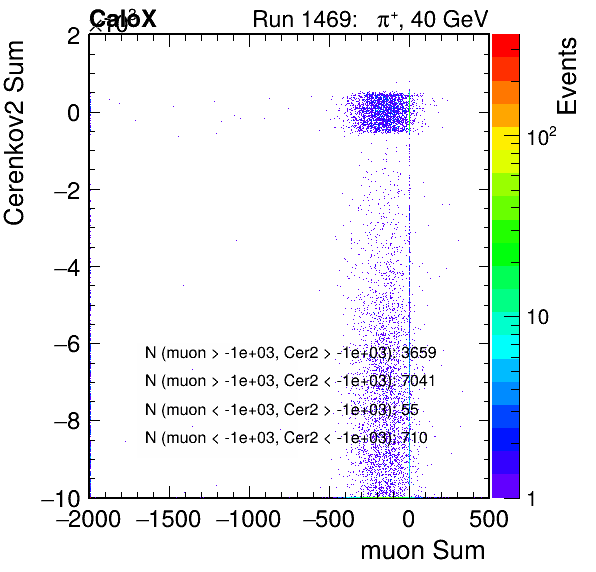 CaloX Run 1469: π⁺, 40 GeV
×10³
2
0
−2
−4
−6
−8
−10
Cerenkov2 Sum
N (muon > -1e+03, Cer2 > -1e+03): 3659
N (muon > -1e+03, Cer2 < -1e+03): 7041
N (muon < -1e+03, Cer2 > -1e+03): 55
N (muon < -1e+03, Cer2 < -1e+03): 710
−2000 −1500 −1000 −500 0 500
muon Sum
Events
10²
10
1